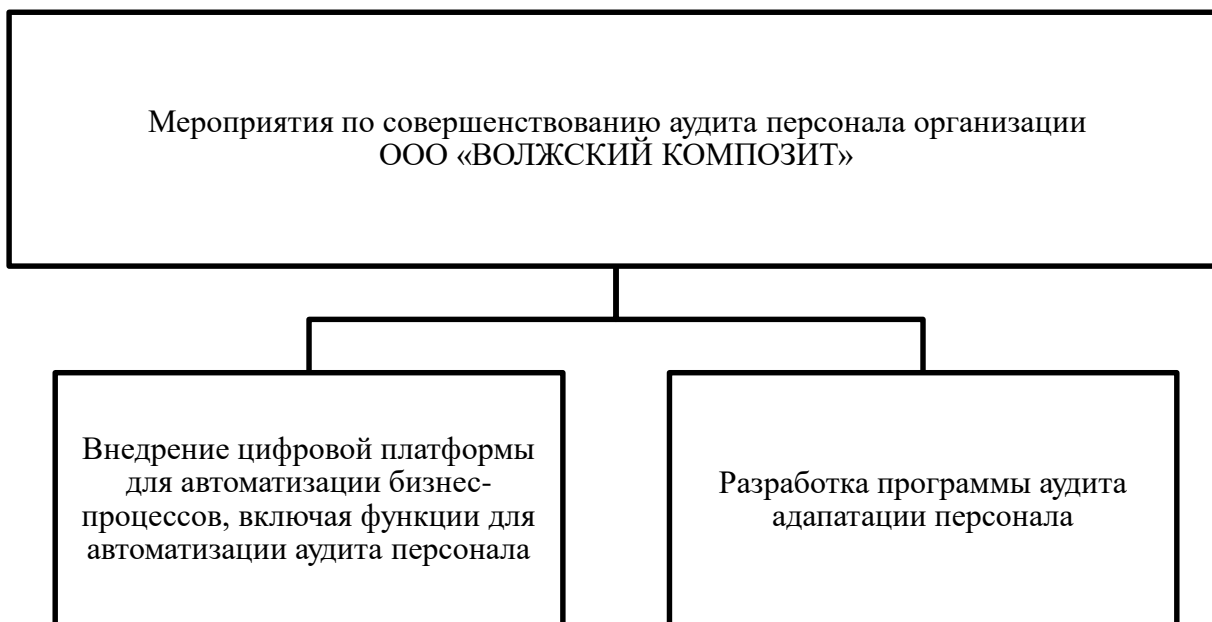 Мероприятия по совершенствованию аудита персонала организации
ООО «ВОЛЖСКИЙ КОМПОЗИТ»
Внедрение цифровой платформы
для автоматизации бизнес-
процессов, включая функции для
автоматизации аудита персонала
Разработка программы аудита
адапатации персонала